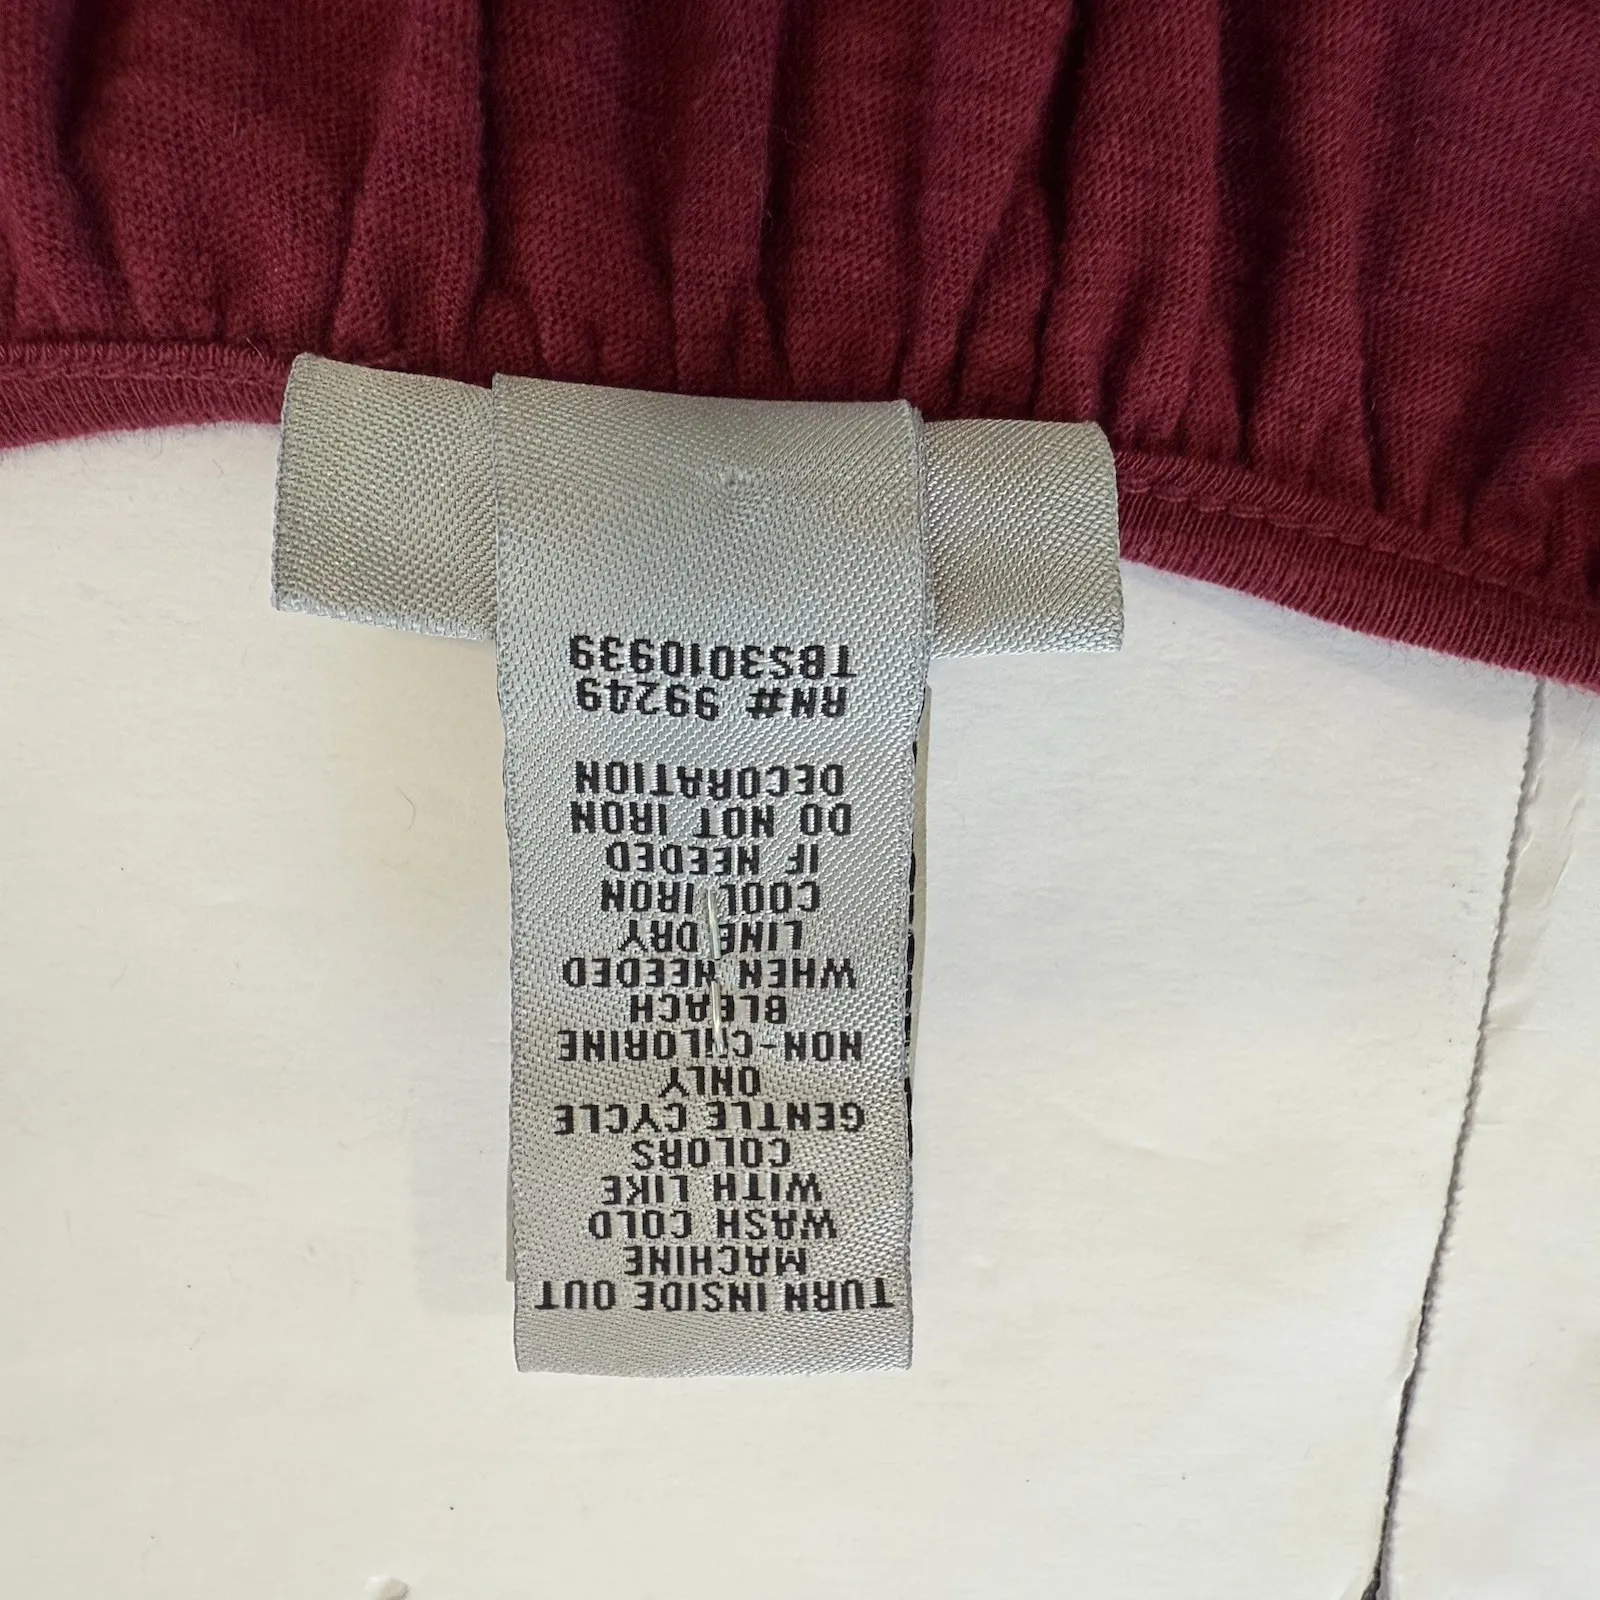 TURN INSIDE OUT
MACHINE
WASH COLD
WITH LIKE
COLORS
GENTLE CYCLE
ONLY
NON-CHLORINE
BLEACH
WHEN NEEDED
LINE DRY
COOL IRON
IF NEEDED
DO NOT IRON
DECORATION
RN# 99249
TBS3010939